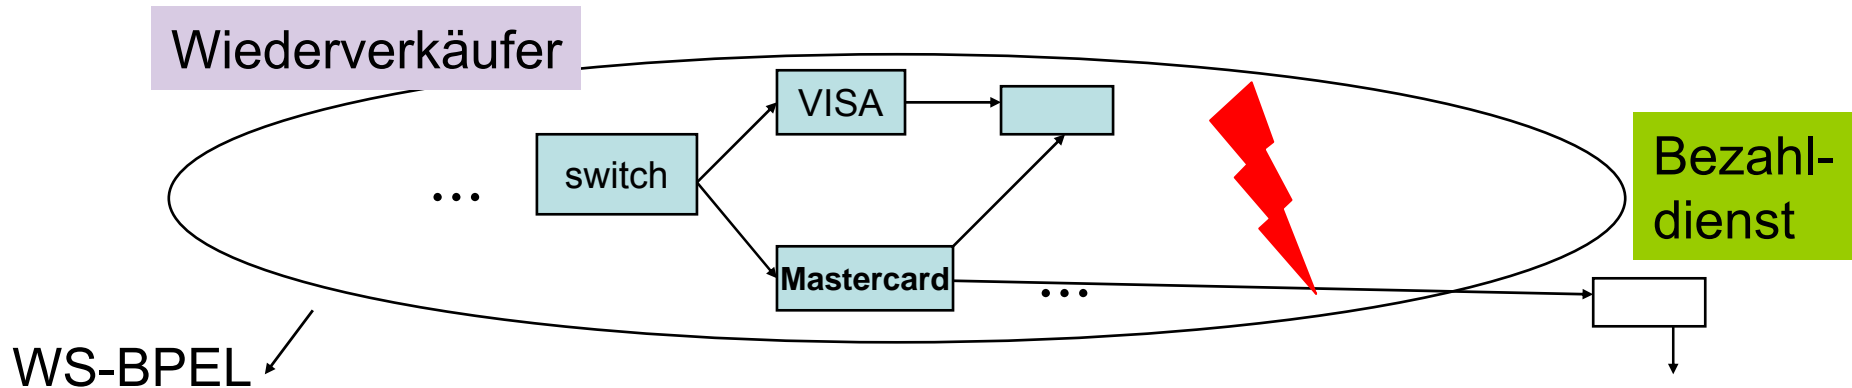 Wiederverkäufer
VISA
switch
...
Bezahl-
dienst
Mastercard
...
WS-BPEL